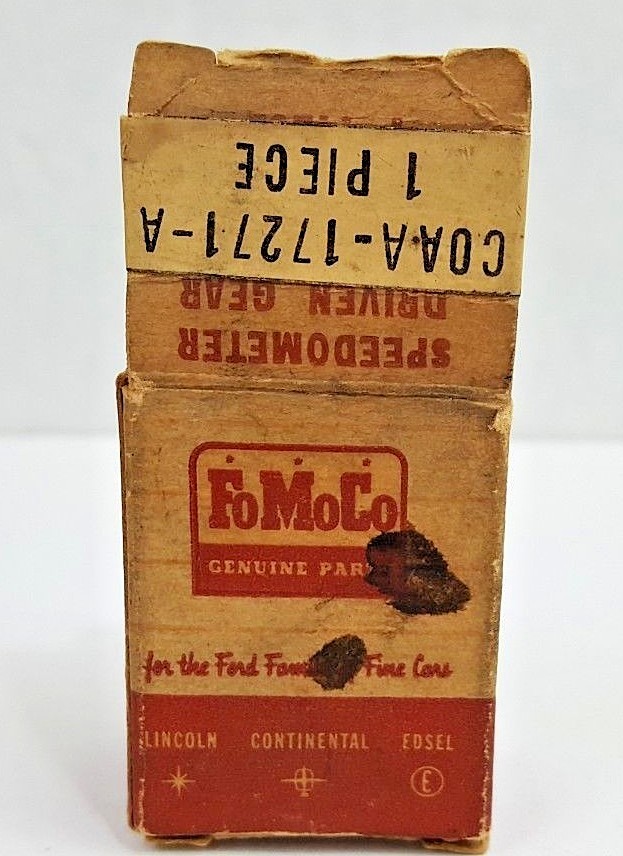 1 PIECE
COAA-17271-A
DRIVEN GEAR
SPEEDOMETER
FoMoCo
GENUINE
for the Ford Fine Cars
LINCOLN CONTINENTAL EDSEL
E